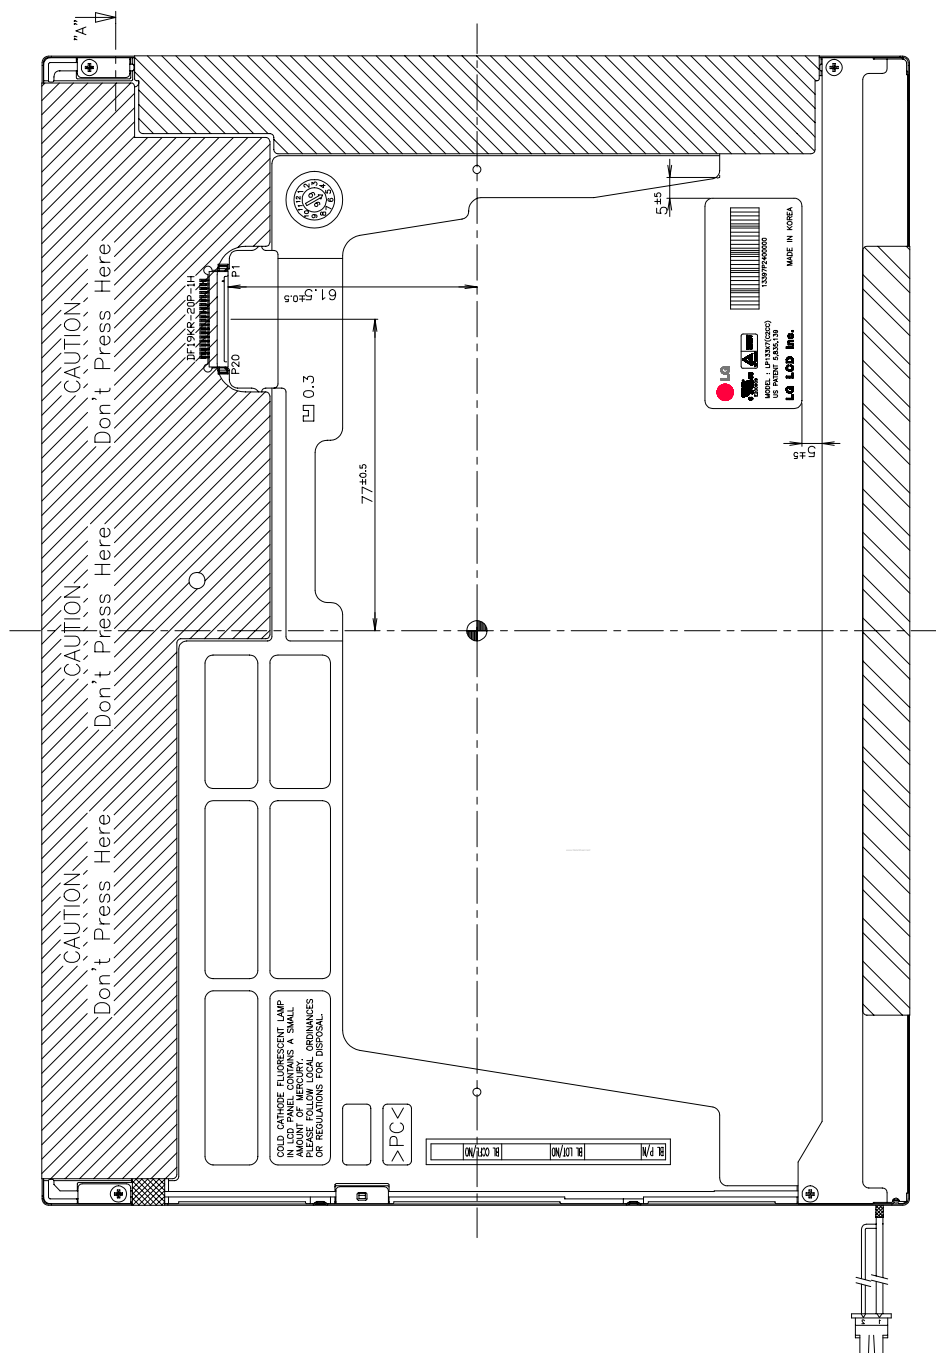 "A"
CAUTION
Don't Press Here
CAUTION
Don't Press Here
CAUTION
Don't Press Here
DF19KR-20P-1H
P1
P20
61.5±0.5
77±0.5
0.3
5±5
5±5
LG
MODEL : LP133X7(C2CC)
US PATENT 5,835,139
LG LCD Inc.
13397P2400000
MADE IN KOREA
COLD CATHODE FLUORESCENT LAMP
IN LCD PANEL CONTAINS A SMALL
AMOUNT OF MERCURY.
PLEASE FOLLOW LOCAL ORDINANCES
OR REGULATIONS FOR DISPOSAL.
>PC<
BL P/N
BL LOT/NO
BL CCFL/NO
1
2